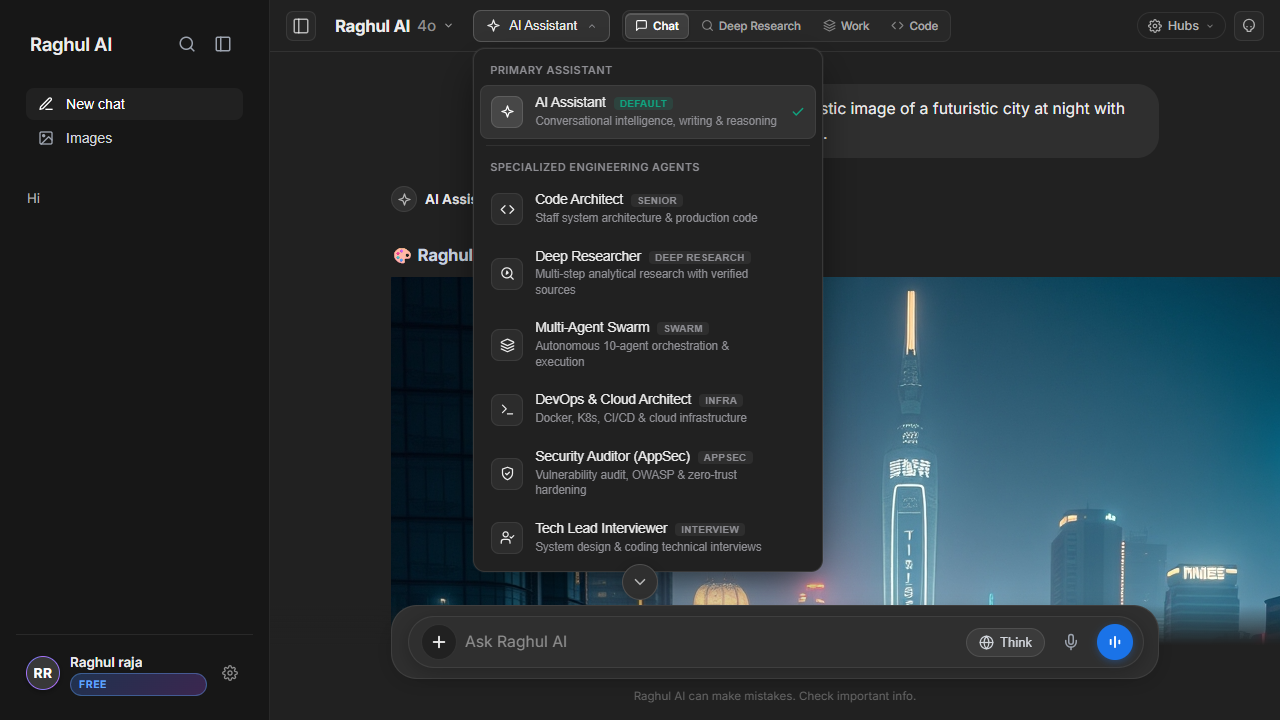 Raghul AI
New chat
Images
Hi
RR
Raghul raja
FREE
Raghul AI 4o
AI Assistant
Chat
Deep Research
Work
Code
Hubs
PRIMARY ASSISTANT
AI Assistant DEFAULT
Conversational intelligence, writing & reasoning
SPECIALIZED ENGINEERING AGENTS
Code Architect SENIOR
Staff system architecture & production code
Deep Researcher DEEP RESEARCH
Multi-step analytical research with verified
sources
Multi-Agent Swarm SWARM
Autonomous 10-agent orchestration &
execution
DevOps & Cloud Architect INFRA
Docker, K8s, CI/CD & cloud infrastructure
Security Auditor (AppSec) APPSEC
Vulnerability audit, OWASP & zero-trust
hardening
Tech Lead Interviewer INTERVIEW
System design & coding technical interviews
image of a futuristic city at night with
AI
Raghul
Ask Raghul AI
Think
Raghul AI can make mistakes. Check important info.